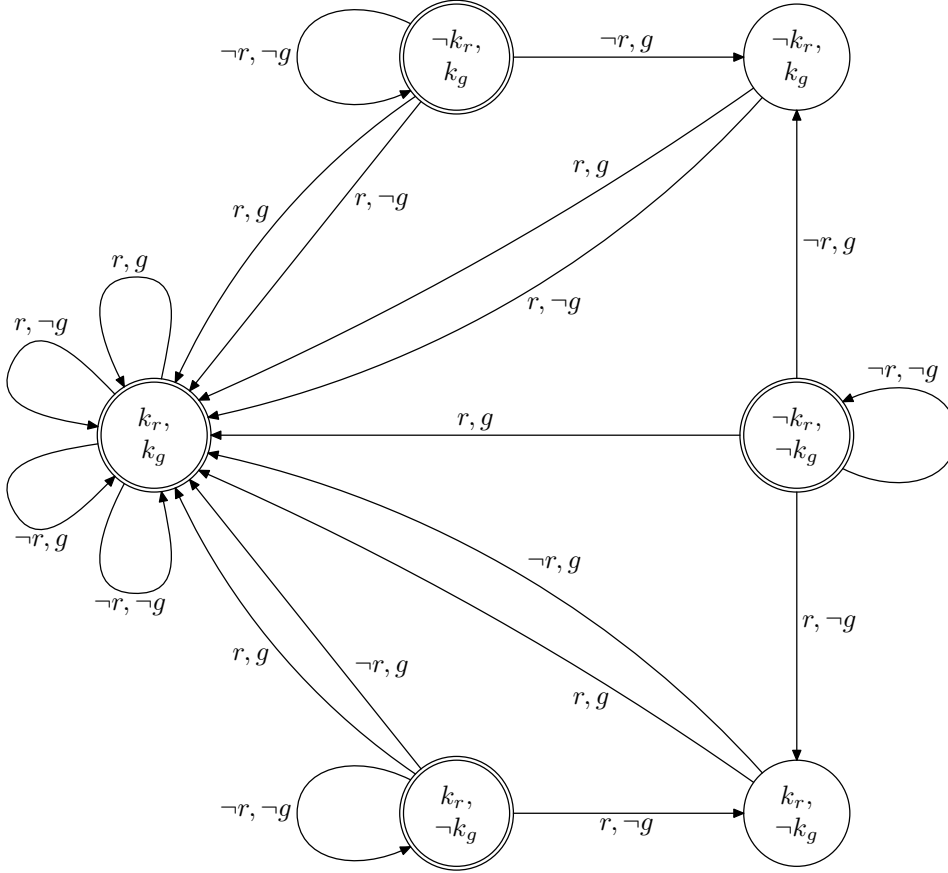 ¬r, ¬g
¬k_r,
k_g
¬r, g
¬k_r,
k_g
r, g
r, ¬g
r, g
¬r, g
r, g
r, ¬g
r, ¬g
k_r,
k_g
r, g
¬k_r,
¬k_g
¬r, ¬g
¬r, g
¬r, ¬g
¬r, g
r, ¬g
r, g
¬r, g
r, g
¬r, ¬g
k_r,
¬k_g
r, ¬g
k_r,
¬k_g